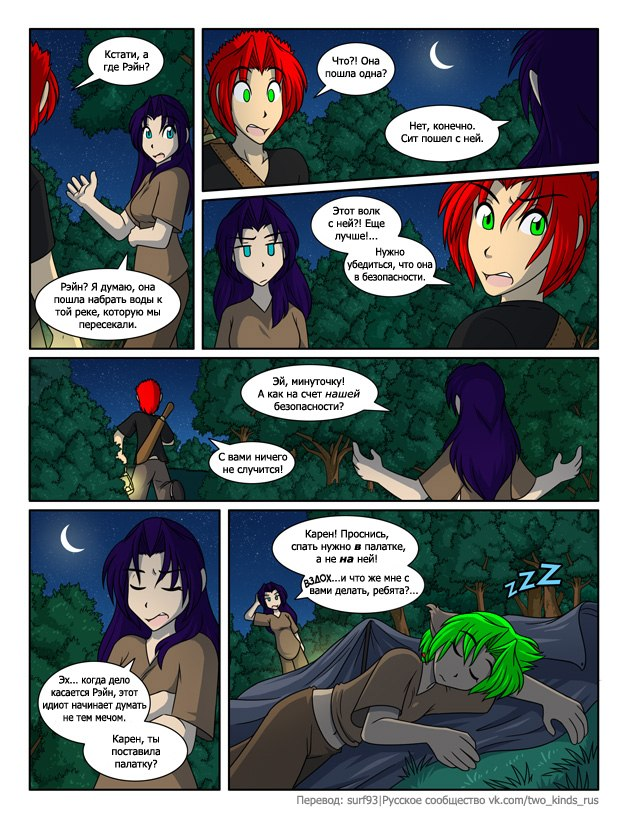 Кстати, а
где Рэйн?
Рэйн? Я думаю, она
пошла набрать воды к
той реке, которую мы
пересекали.
Что?! Она
пошла одна?
Нет, конечно.
Сит пошел с ней.
Этот волк
с ней?! Еще
лучше!...
Нужно
убедиться, что она
в безопасности.
Эй, минуточку!
А как на счет нашей
безопасности?
С вами ничего
не случится!
Эх... когда дело
касается Рэйн, этот
идиот начинает думать
не тем мечом.
Карен, ты
поставила
палатку?
Карен! Проснись,
спать нужно в палатке,
а не на ней!
ВЗДОХ...и что же мне с
вами делать, ребята?...
zZZZ
Перевод: surf93|Русское сообщество vk.com/two_kinds_rus